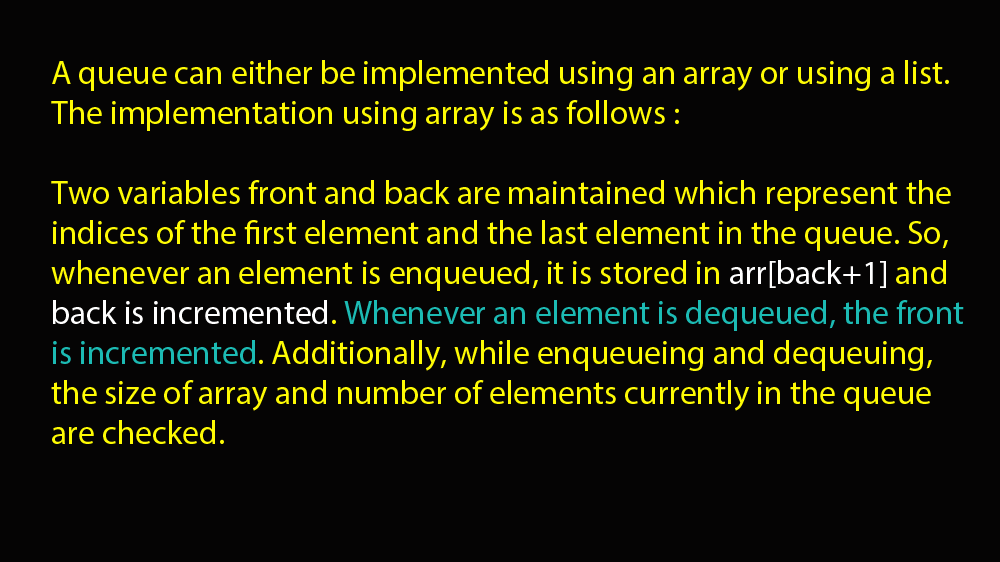 A queue can either be implemented using an array or using a list.
The implementation using array is as follows :
Two variables front and back are maintained which represent the
indices of the first element and the last element in the queue. So,
whenever an element is enqueued, it is stored in arr[back+1] and
back is incremented. Whenever an element is dequeued, the front
is incremented. Additionally, while enqueueing and dequeuing,
the size of array and number of elements currently in the queue
are checked.